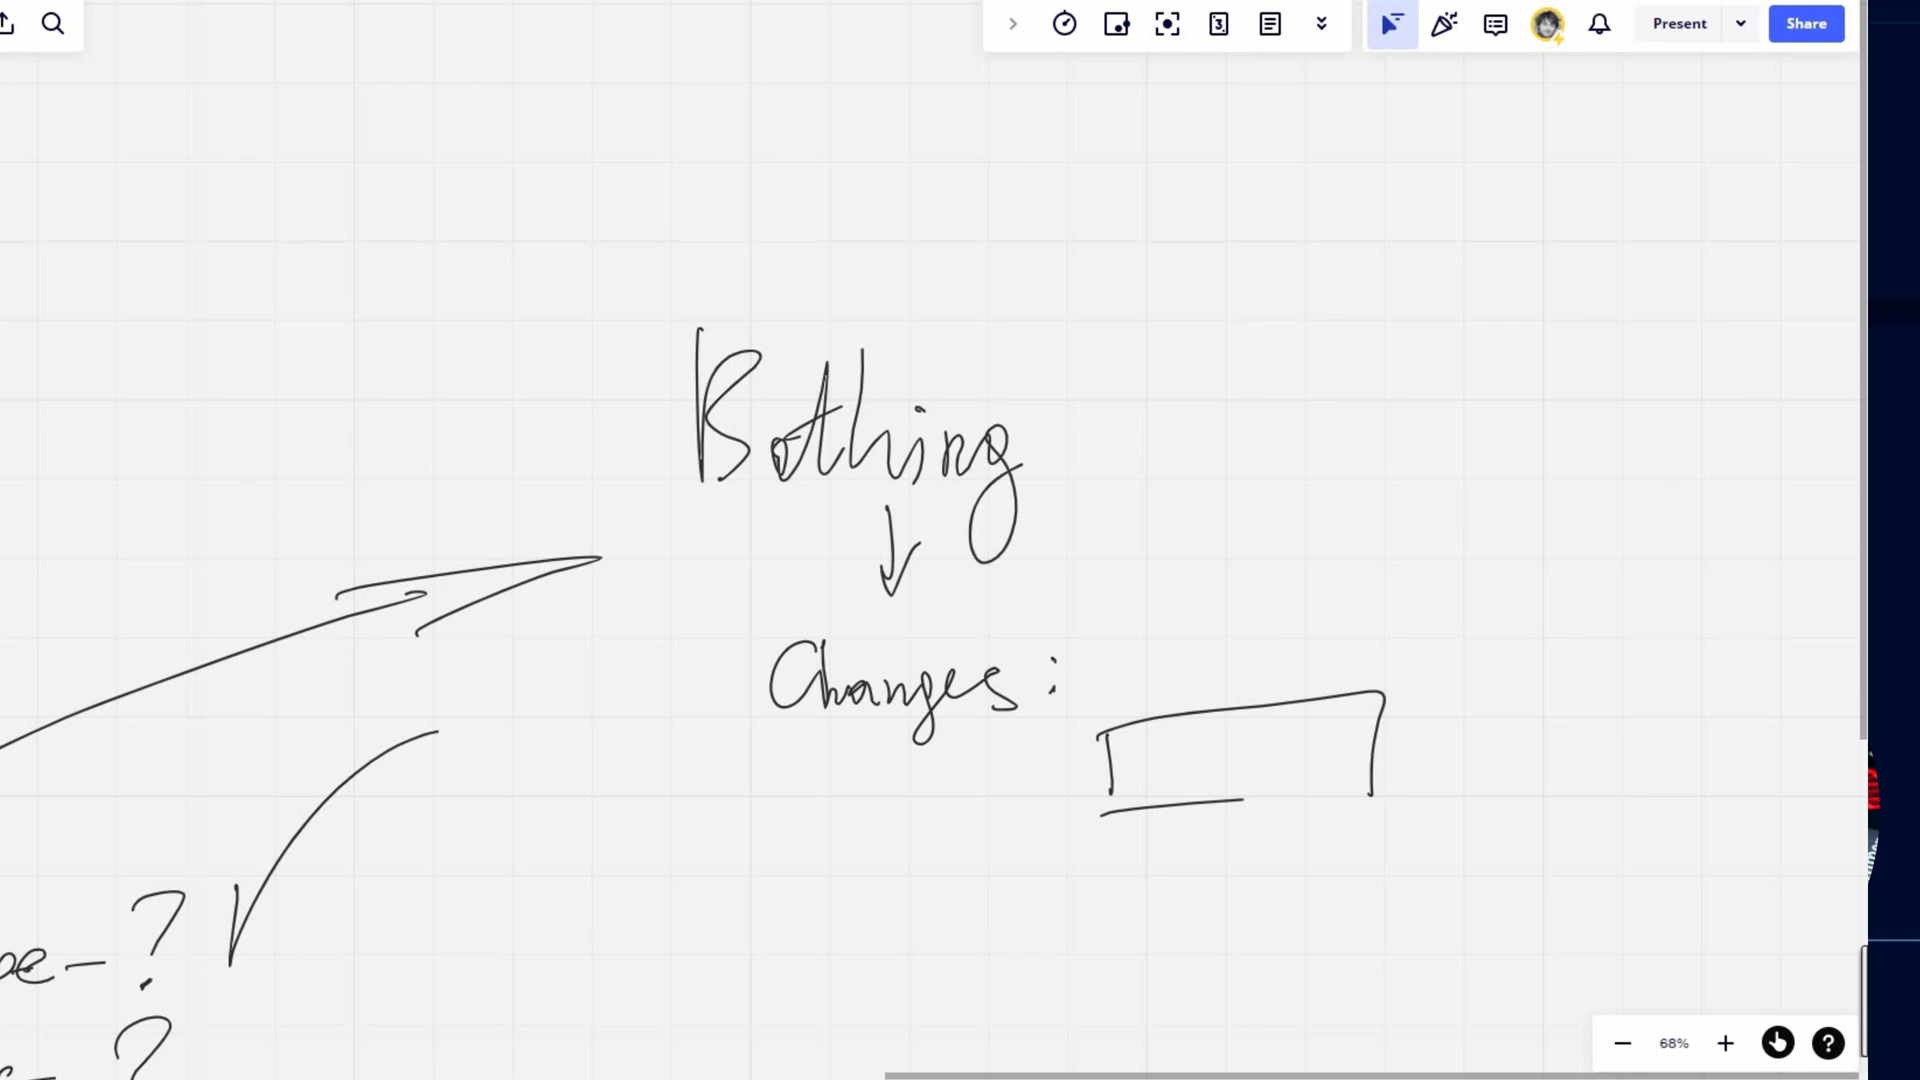 Present
Share
Bothing
Changes :
- ?
?
68%